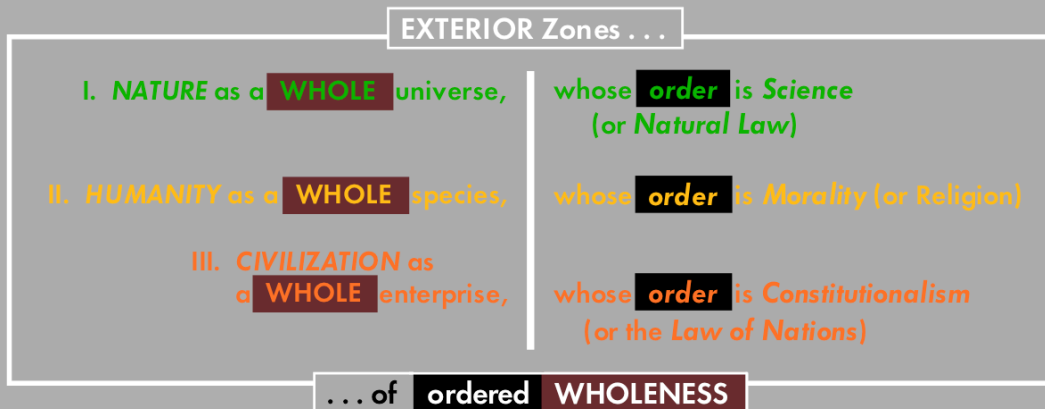 EXTERIOR Zones . . .
I. NATURE as a WHOLE universe, whose order is Science
(or Natural Law)
II. HUMANITY as a WHOLE species, whose order is Morality (or Religion)
III. CIVILIZATION as
a WHOLE enterprise, whose order is Constitutionalism
(or the Law of Nations)
. . . of ordered WHOLENESS